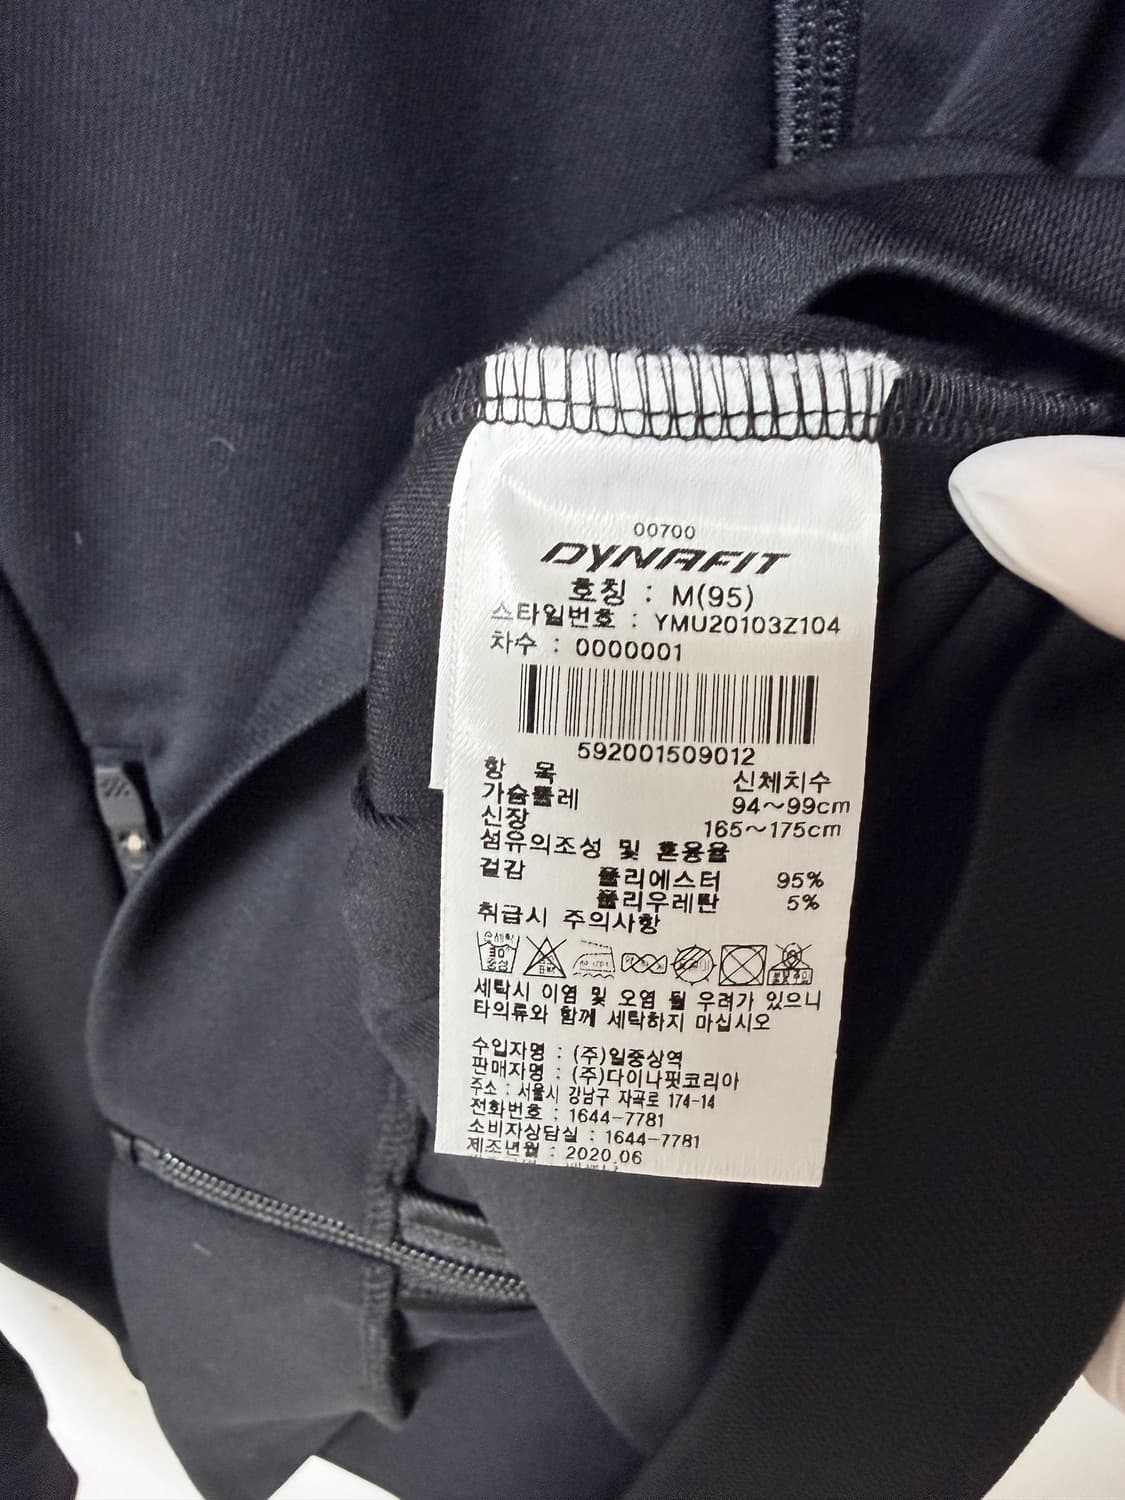 00700
DYNAFIT
호칭 : M(95)
스타일번호 : YMU20103Z104
차수 : 0000001
592001509012
항 목 신체치수
가슴둘레 94~99cm
신장 165~175cm
섬유의조성 및 혼용율
겉감 폴리에스터 95%
폴리우레탄 5%
취급시 주의사항
세탁시 이염 및 오염 될 우려가 있으니
타의류와 함께 세탁하지 마십시오
수입자명 : (주)일중상역
판매자명 : (주)다이나핏코리아
주소 : 서울시 강남구 자곡로 174-14
전화번호 : 1644-7781
소비자상담실 : 1644-7781
제조년월 : 2020.06